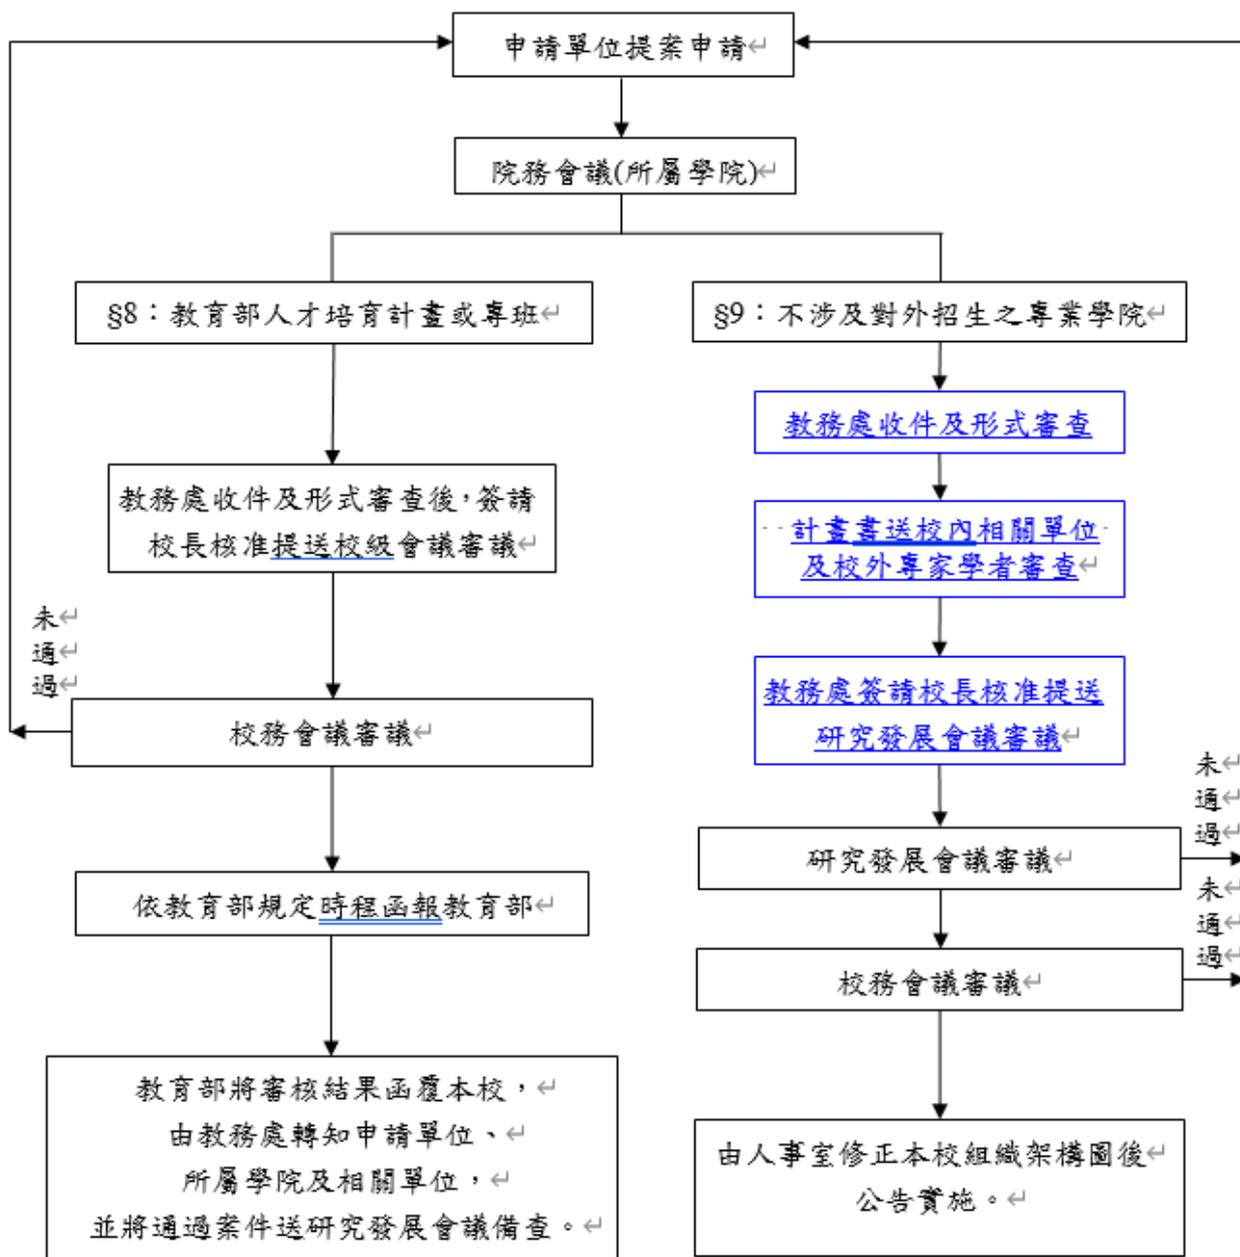 申請單位提案申請
院務會議(所屬學院)
§8：教育部人才培育計畫或專班
教務處收件及形式審查後，簽請
校長核准提送校級會議審議
未
通
過
校務會議審議
依教育部規定時程函報教育部
教育部將審核結果函覆本校，
由教務處轉知申請單位、
所屬學院及相關單位，
並將通過案件送研究發展會議備查。
§9：不涉及對外招生之專業學院
教務處收件及形式審查
計畫書送校內相關單位
及校外專家學者審查
教務處簽請校長核准提送
研究發展會議審議
未
通
過
研究發展會議審議
未
通
過
校務會議審議
由人事室修正本校組織架構圖後
公告實施。